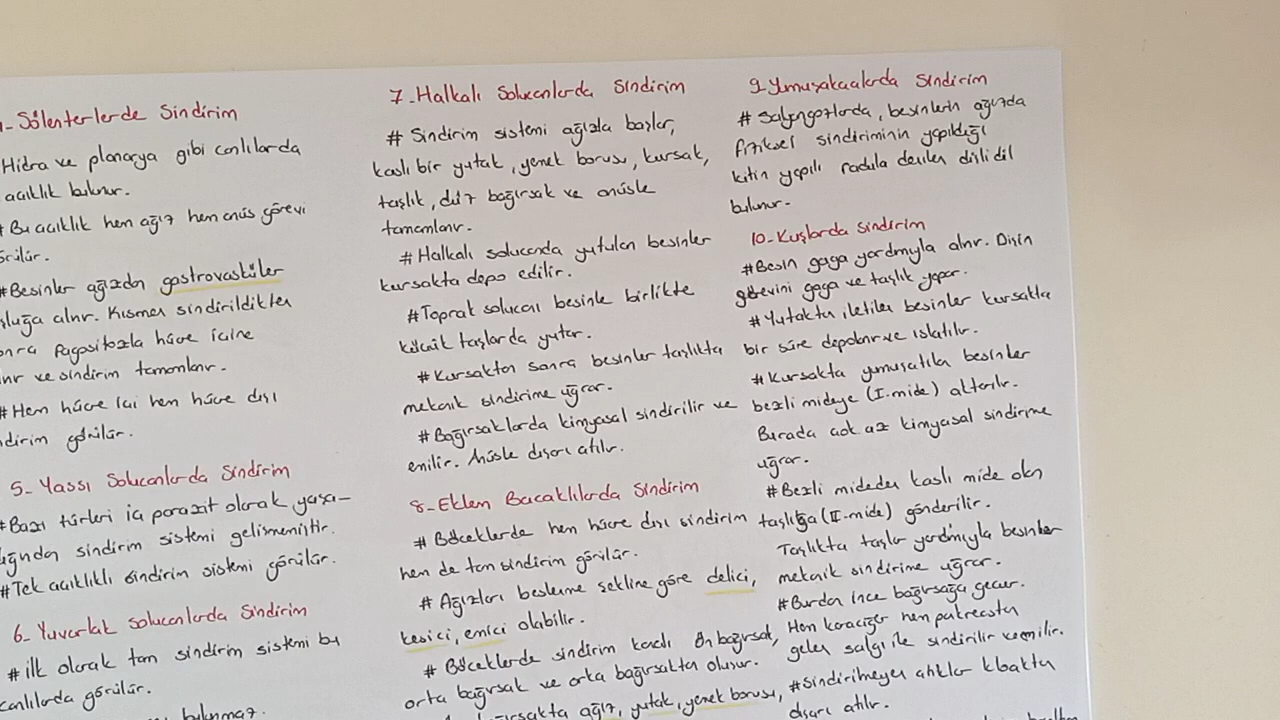 4- Sölenterlerde Sindirim
Hidra ve planarya gibi canlılarda
açıklık bulunur.
# Bu açıklık hem ağız hem anüs görevi
görülür.
# Besinler ağızdan gastrovasküler
boşluğa alınır. Kısmen sindirildikten
sonra fagositozla hücre içine
alınır ve sindirim tamamlanır.
# Hem hücre içi hem hücre dışı
sindirim görülür.
5- Yassı Solucanlarda Sindirim
# Bazı türleri iç parazit olarak yaşa-
dığından sindirim sistemi gelişmemiştir.
# Tek açıklıklı sindirim sistemi görülür.
6- Yuvarlak solucanlarda Sindirim
# İlk olarak tam sindirim sistemi bu
canlılarda görülür.
bulunmaz.
7- Halkalı Solucanlarda Sindirim
# Sindirim sistemi ağızla başlar,
kaslı bir yutak, yemek borusu, kursak,
taşlık, düz bağırsak ve anüsle
tamamlanır.
# Halkalı solucanda yutulan besinler
kursakta depo edilir.
# Toprak solucanı besinle birlikte
küçük taşlarda yutar.
# Kursaktan sonra besinler taşlıkta
mekanik sindirime uğrar.
# Bağırsaklarda kimyasal sindirilir ve
emilir. Anüsle dışarı atılır.
8- Eklem Bacaklılarda Sindirim
# Böceklerde hem hücre dışı sindirim
hem de tam sindirim görülür.
# Ağızları beslenme şekline göre delici,
kesici, emici olabilir.
# Böceklerde sindirim kanalı ön bağırsak,
orta bağırsak ve arka bağırsaktan oluşur.
bağırsakta ağız, yutak, yemek borusu,
9- Yumuşakçalarda Sindirim
# Salyangozlarda, besinlerin ağızda
fiziksel sindiriminin yapıldığı
kitin yapılı radula denilen dişli dil
bulunur.
10- Kuşlarda Sindirim
# Besin gaga yardımıyla alınır. Dişin
görevini gaga ve taşlık yapar.
# Yutaktan iletilen besinler kursakta
bir süre depolanır ve ıslatılır.
# Kursakta yumuşatılan besinler
bezli mideye (I. mide) aktarılır.
Burada çok az kimyasal sindirime
uğrar.
# Bezli mideden kaslı mide olan
taşlığa (II. mide) gönderilir.
Taşlıkta taşlar yardımıyla besinler
mekanik sindirime uğrar.
# Burdan ince bağırsağa geçer.
Hem karaciğer hem pankreastan
gelen salgı ile sindirilir ve emilir.
# Sindirilmeyen atıklar kloaktan
dışarı atılır.